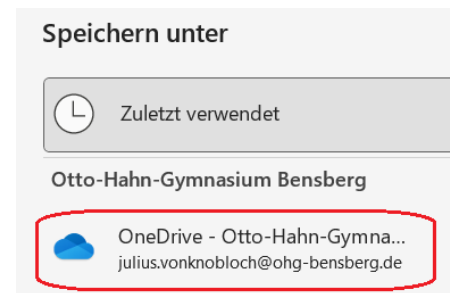 Speichern unter
Zuletzt verwendet
Otto-Hahn-Gymnasium Bensberg
OneDrive - Otto-Hahn-Gymna...
julius.vonknobloch@ohg-bensberg.de